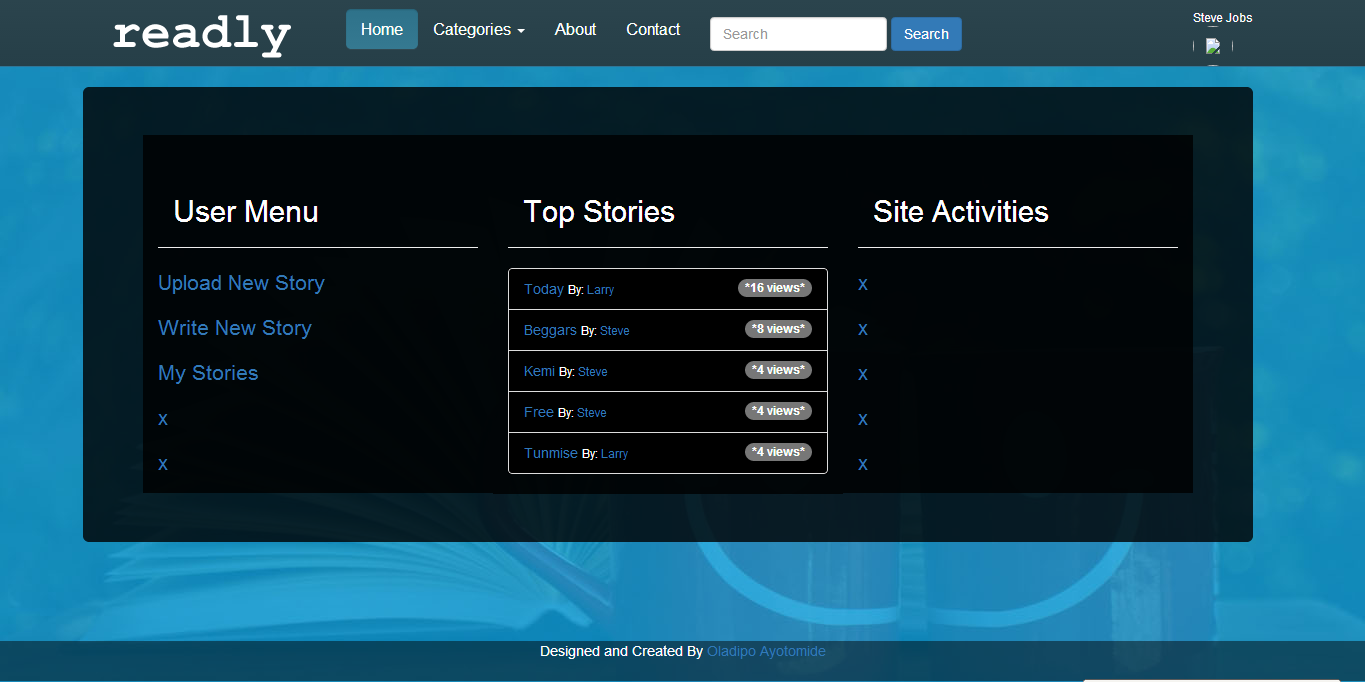 readly
Home Categories About Contact Search Search
Steve Jobs
User Menu
Upload New Story
Write New Story
My Stories
x
x
Top Stories
Today By: Larry *16 views*
Beggars By: Steve *8 views*
Kemi By: Steve *4 views*
Free By: Steve *4 views*
Tunmise By: Larry *4 views*
Site Activities
x
x
x
x
x
Designed and Created By Oladipo Ayotomide